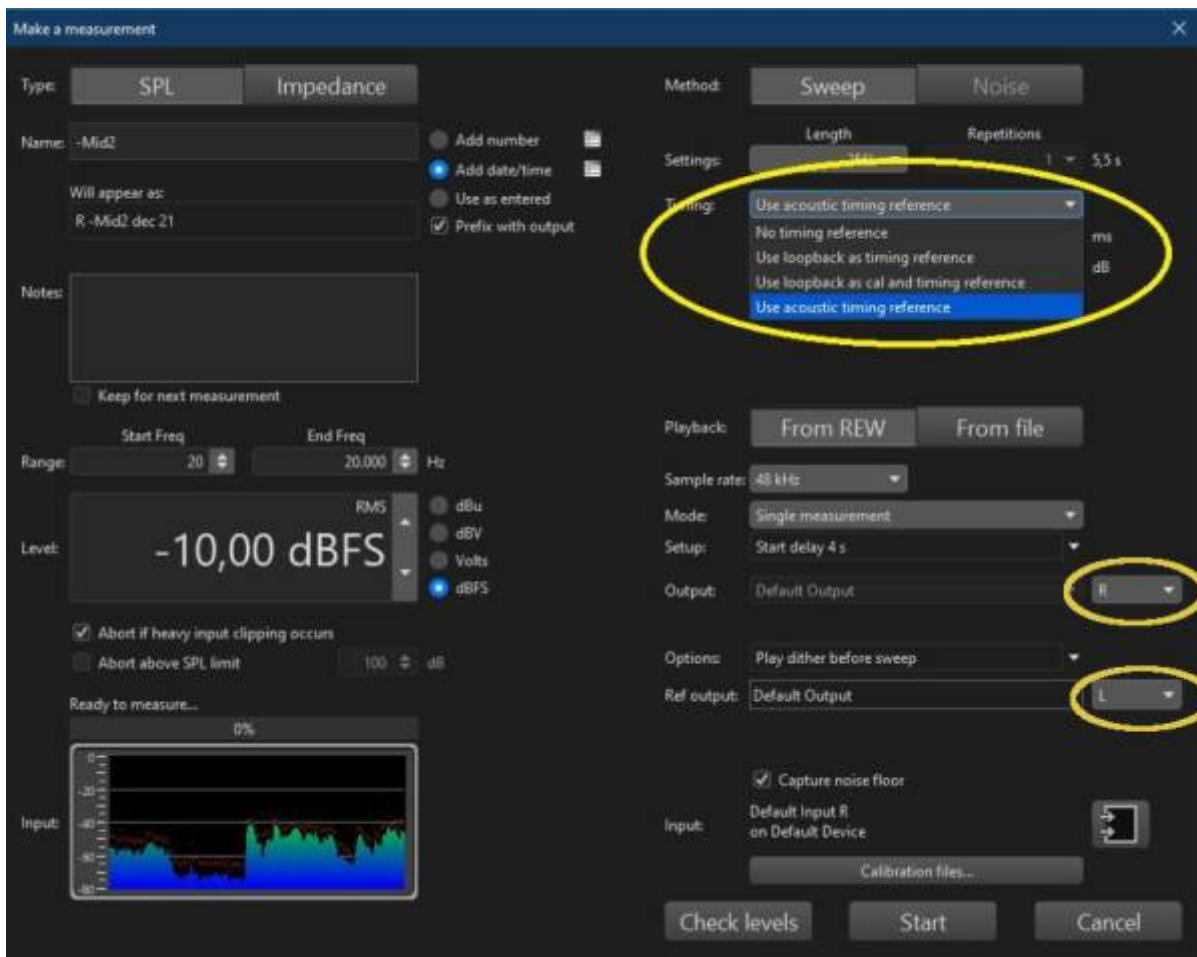 Make a measurement
Type: SPL Impedance
Name: -Mid2
Add number
Add date/time
Use as entered
Prefix with output
Will appear as:
R -Mid2 dec 21
Notes:
Keep for next measurement
Start Freq End Freq
Range: 20 20.000 Hz
RMS
Level: -10,00 dBFS
dBu
dBV
Volts
dBFS
Abort if heavy input clipping occurs
Abort above SPL limit 100 dB
Ready to measure...
0%
Input:
0
-20
-40
-60
-80
Method: Sweep Noise
Length Repetitions
Settings: 1 5,5 s
Timing: Use acoustic timing reference
No timing reference
Use loopback as timing reference
Use loopback as cal and timing reference
Use acoustic timing reference
ms
dB
Playback: From REW From file
Sample rate: 48 kHz
Mode: Single measurement
Setup: Start delay 4 s
Output: Default Output R
Options: Play dither before sweep
Ref output: Default Output L
Capture noise floor
Input: Default Input R
on Default Device
Calibration files...
Check levels Start Cancel